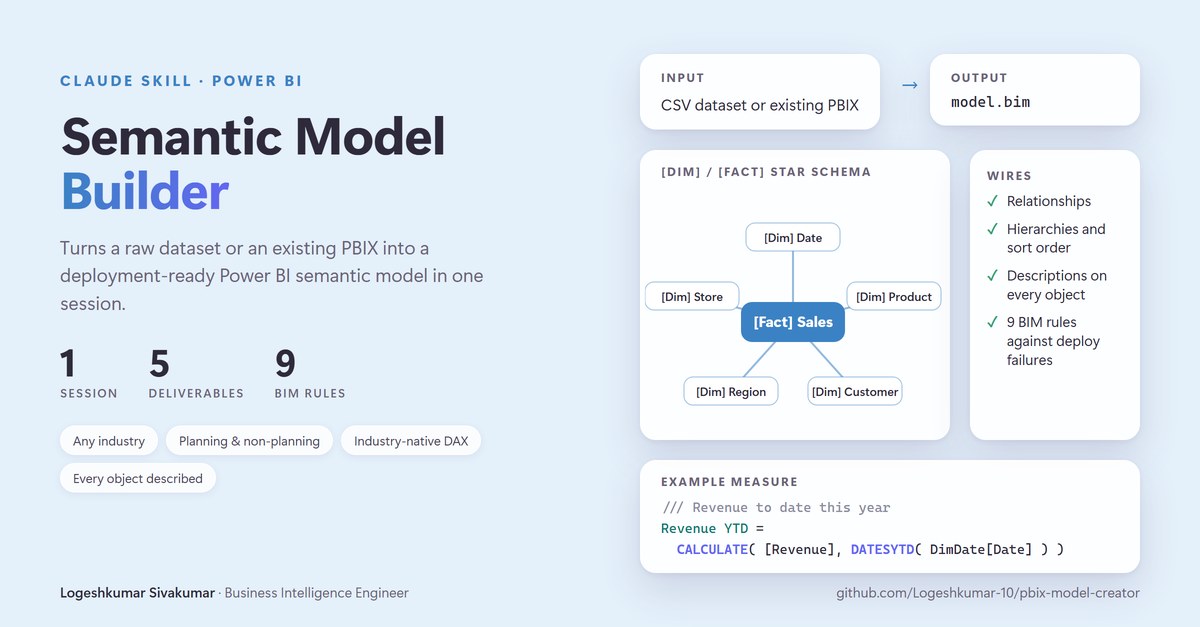 CLAUDE SKILL · POWER BI
Semantic Model
Builder
Turns a raw dataset or an existing PBIX into a
deployment-ready Power BI semantic model in one
session.
1
SESSION
5
DELIVERABLES
9
BIM RULES
Any industry
Planning & non-planning
Industry-native DAX
Every object described
Logeshkumar Sivakumar · Business Intelligence Engineer
INPUT
CSV dataset or existing PBIX
→
OUTPUT
model.bim
[DIM] / [FACT] STAR SCHEMA
[Dim] Date
[Dim] Store
[Dim] Product
[Fact] Sales
[Dim] Region
[Dim] Customer
WIRES
✓ Relationships
✓ Hierarchies and
sort order
✓ Descriptions on
every object
✓ 9 BIM rules
against deploy
failures
EXAMPLE MEASURE
/// Revenue to date this year
Revenue YTD =
CALCULATE( [Revenue], DATESYTD( DimDate[Date] ) )
github.com/Logeshkumar-10/pbix-model-creator